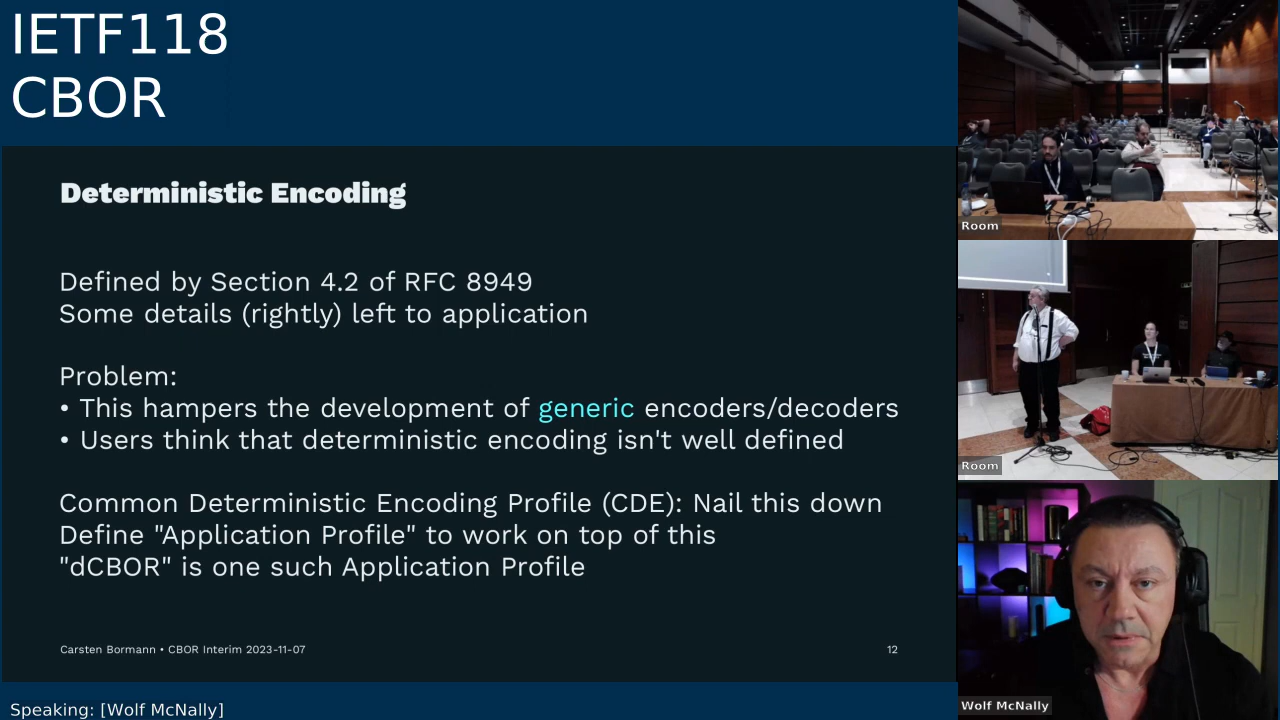 IETF118
CBOR
Deterministic Encoding
Defined by Section 4.2 of RFC 8949
Some details (rightly) left to application
Problem:
• This hampers the development of generic encoders/decoders
• Users think that deterministic encoding isn't well defined
Common Deterministic Encoding Profile (CDE): Nail this down
Define "Application Profile" to work on top of this
"dCBOR" is one such Application Profile
Carsten Bormann • CBOR Interim 2023-11-07
12
Speaking: [Wolf McNally]
Room
Room
Wolf McNally